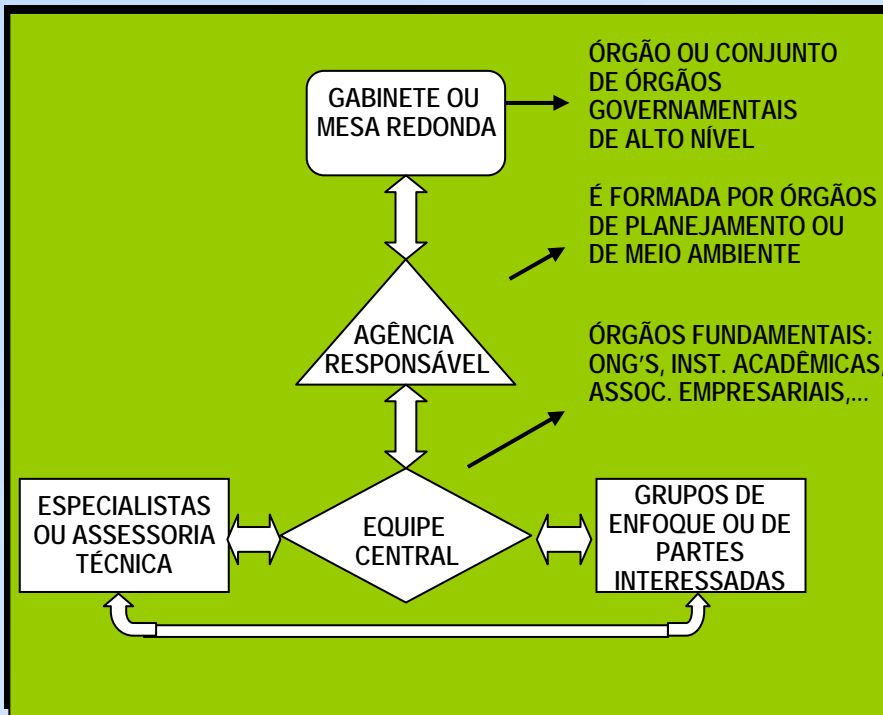 GABINETE OU
MESA REDONDA
ÓRGÃO OU CONJUNTO
DE ÓRGÃOS
GOVERNAMENTAIS
DE ALTO NÍVEL
É FORMADA POR ÓRGÃOS
DE PLANEJAMENTO OU
DE MEIO AMBIENTE
AGÊNCIA
RESPONSÁVEL
ÓRGÃOS FUNDAMENTAIS:
ONG'S, INST. ACADÊMICAS,
ASSOC. EMPRESARIAIS,...
ESPECIALISTAS
OU ASSESSORIA
TÉCNICA
EQUIPE
CENTRAL
GRUPOS DE
ENFOQUE OU DE
PARTES
INTERESSADAS